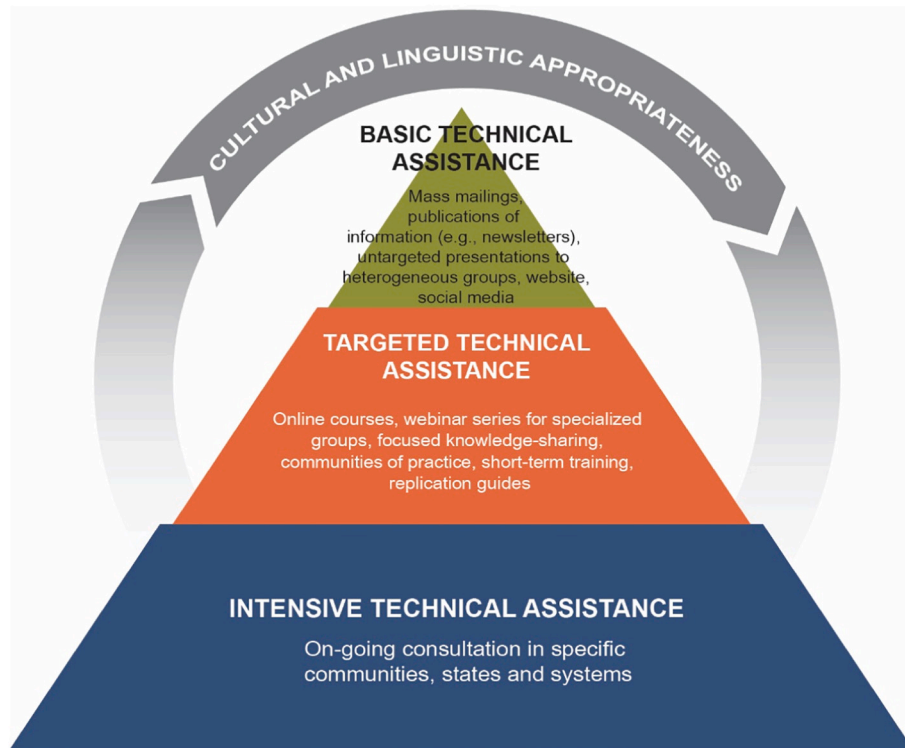 CULTURAL AND LINGUISTIC APPROPRIATENESS
BASIC TECHNICAL
ASSISTANCE
Mass mailings,
publications of
information (e.g., newsletters),
untargeted presentations to
heterogeneous groups, website,
social media
TARGETED TECHNICAL
ASSISTANCE
Online courses, webinar series for specialized
groups, focused knowledge-sharing,
communities of practice, short-term training,
replication guides
INTENSIVE TECHNICAL ASSISTANCE
On-going consultation in specific
communities, states and systems